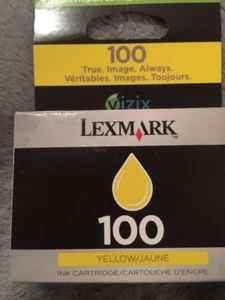 100
True. Image. Always.
Véritables. Images. Toujours.
Vizix
LEXMARK
100
YELLOW/JAUNE
INK CARTRIDGE/CARTOUCHE D'ENCRE